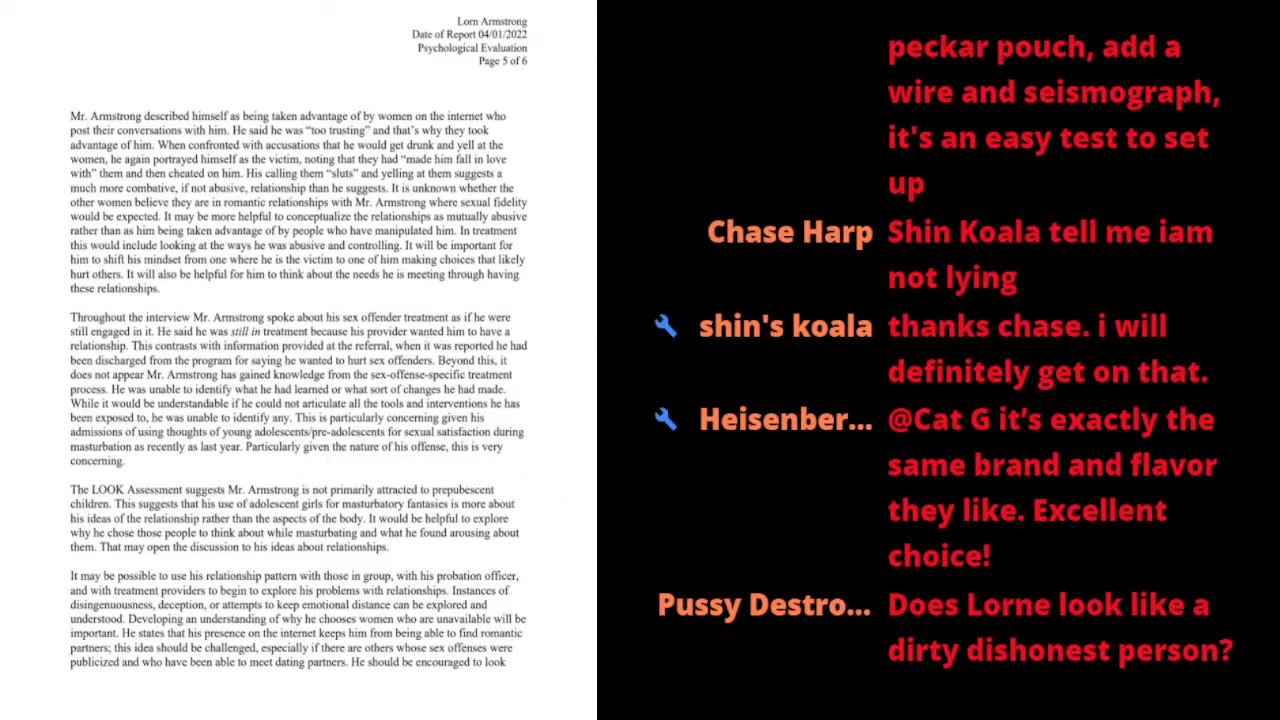 Lorn Armstrong
Date of Report 04/01/2022
Psychological Evaluation
Page 5 of 6
Mr. Armstrong described himself as being taken advantage of by women on the internet who
post their conversations with him. He said he was “too trusting” and that’s why they took
advantage of him. When confronted with accusations that he would get drunk and yell at the
women, he again portrayed himself as the victim, noting that they had “made him fall in love
with” them and then cheated on him. His calling them “sluts” and yelling at them suggests a
much more combative, if not abusive, relationship than he suggests. It is unknown whether the
other women believe they are in romantic relationships with Mr. Armstrong where sexual fidelity
would be expected. It may be more helpful to conceptualize the relationships as mutually abusive
rather than as him being taken advantage of by people who have manipulated him. In treatment
this would include looking at the ways he was abusive and controlling. It will be important for
him to shift his mindset from one where he is the victim to one of him making choices that likely
hurt others. It will also be helpful for him to think about the needs he is meeting through having
these relationships.
Throughout the interview Mr. Armstrong spoke about his sex offender treatment as if he were
still engaged in it. He said he was still in treatment because his provider wanted him to have a
relationship. This contrasts with information provided at the referral, when it was reported he had
been discharged from the program for saying he wanted to hurt sex offenders. Beyond this, it
does not appear Mr. Armstrong has gained knowledge from the sex-offense-specific treatment
process. He was unable to identify what he had learned or what sort of changes he had made.
While it would be understandable if he could not articulate all the tools and interventions he has
been exposed to, he was unable to identify any. This is particularly concerning given his
admissions of using thoughts of young adolescents/pre-adolescents for sexual satisfaction during
masturbation as recently as last year. Particularly given the nature of his offense, this is very
concerning.
The LOOK Assessment suggests Mr. Armstrong is not primarily attracted to prepubescent
children. This suggests that his use of adolescent girls for masturbatory fantasies is more about
his ideas of the relationship rather than the aspects of the body. It would be helpful to explore
why he chose those people to think about while masturbating and what he found arousing about
them. That may open the discussion to his ideas about relationships.
It may be possible to use his relationship pattern with those in group, with his probation officer,
and with treatment providers to begin to explore his problems with relationships. Instances of
disingenuousness, deception, or attempts to keep emotional distance can be explored and
understood. Developing an understanding of why he chooses women who are unavailable will be
important. He states that his presence on the internet keeps him from being able to find romantic
partners; this idea should be challenged, especially if there are others whose sex offenses were
publicized and who have been able to meet dating partners. He should be encouraged to look
peckar pouch, add a
wire and seismograph,
it's an easy test to set
up
Chase Harp Shin Koala tell me iam
not lying
shin's koala thanks chase. i will
definitely get on that.
Heisenber... @Cat G it’s exactly the
same brand and flavor
they like. Excellent
choice!
Pussy Destro... Does Lorne look like a
dirty dishonest person?